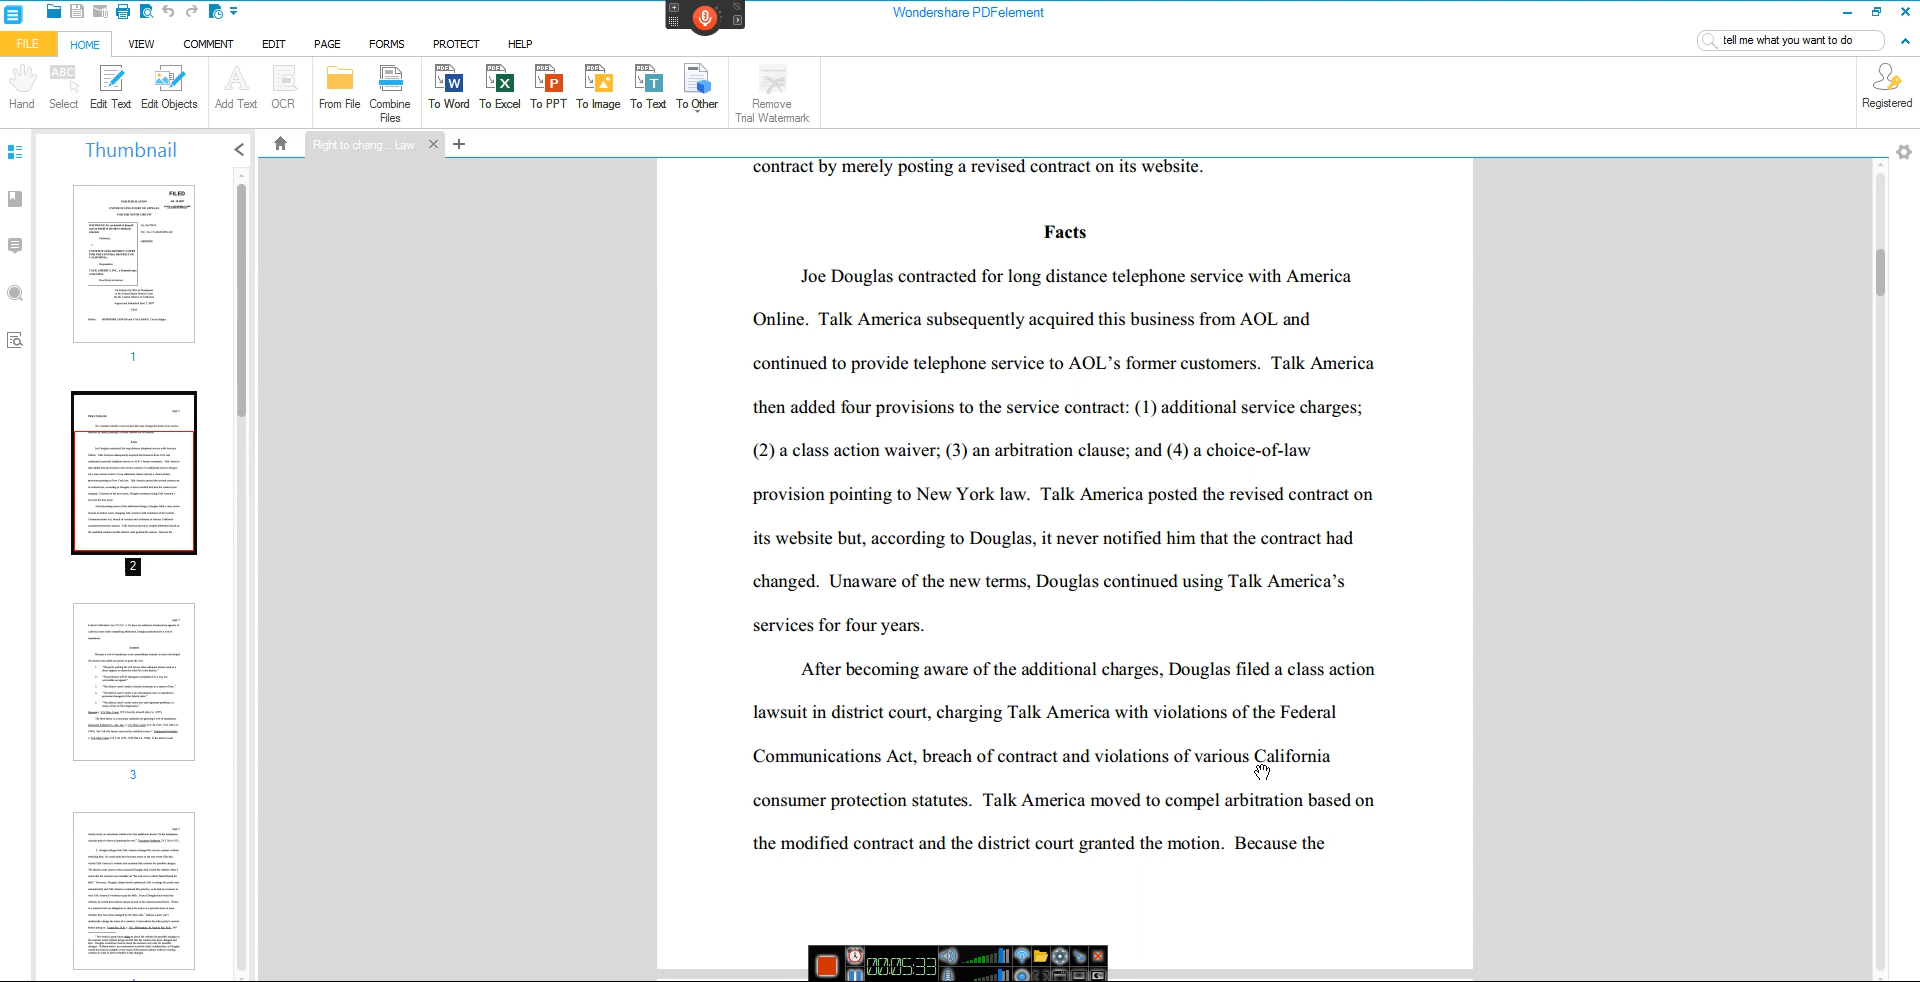 Wondershare PDFelement
FILE HOME VIEW COMMENT EDIT PAGE FORMS PROTECT HELP
tell me what you want to do
ABC
Hand Select Edit Text Edit Objects Add Text OCR From File Combine Files To Word To Excel To PPT To Image To Text To Other Remove Trial Watermark Registered
Thumbnail
Right to chang... Law
FILED
1
2
3
contract by merely posting a revised contract on its website.
Facts
Joe Douglas contracted for long distance telephone service with America
Online. Talk America subsequently acquired this business from AOL and
continued to provide telephone service to AOL’s former customers. Talk America
then added four provisions to the service contract: (1) additional service charges;
(2) a class action waiver; (3) an arbitration clause; and (4) a choice-of-law
provision pointing to New York law. Talk America posted the revised contract on
its website but, according to Douglas, it never notified him that the contract had
changed. Unaware of the new terms, Douglas continued using Talk America’s
services for four years.
After becoming aware of the additional charges, Douglas filed a class action
lawsuit in district court, charging Talk America with violations of the Federal
Communications Act, breach of contract and violations of various California
consumer protection statutes. Talk America moved to compel arbitration based on
the modified contract and the district court granted the motion. Because the
00:05:33